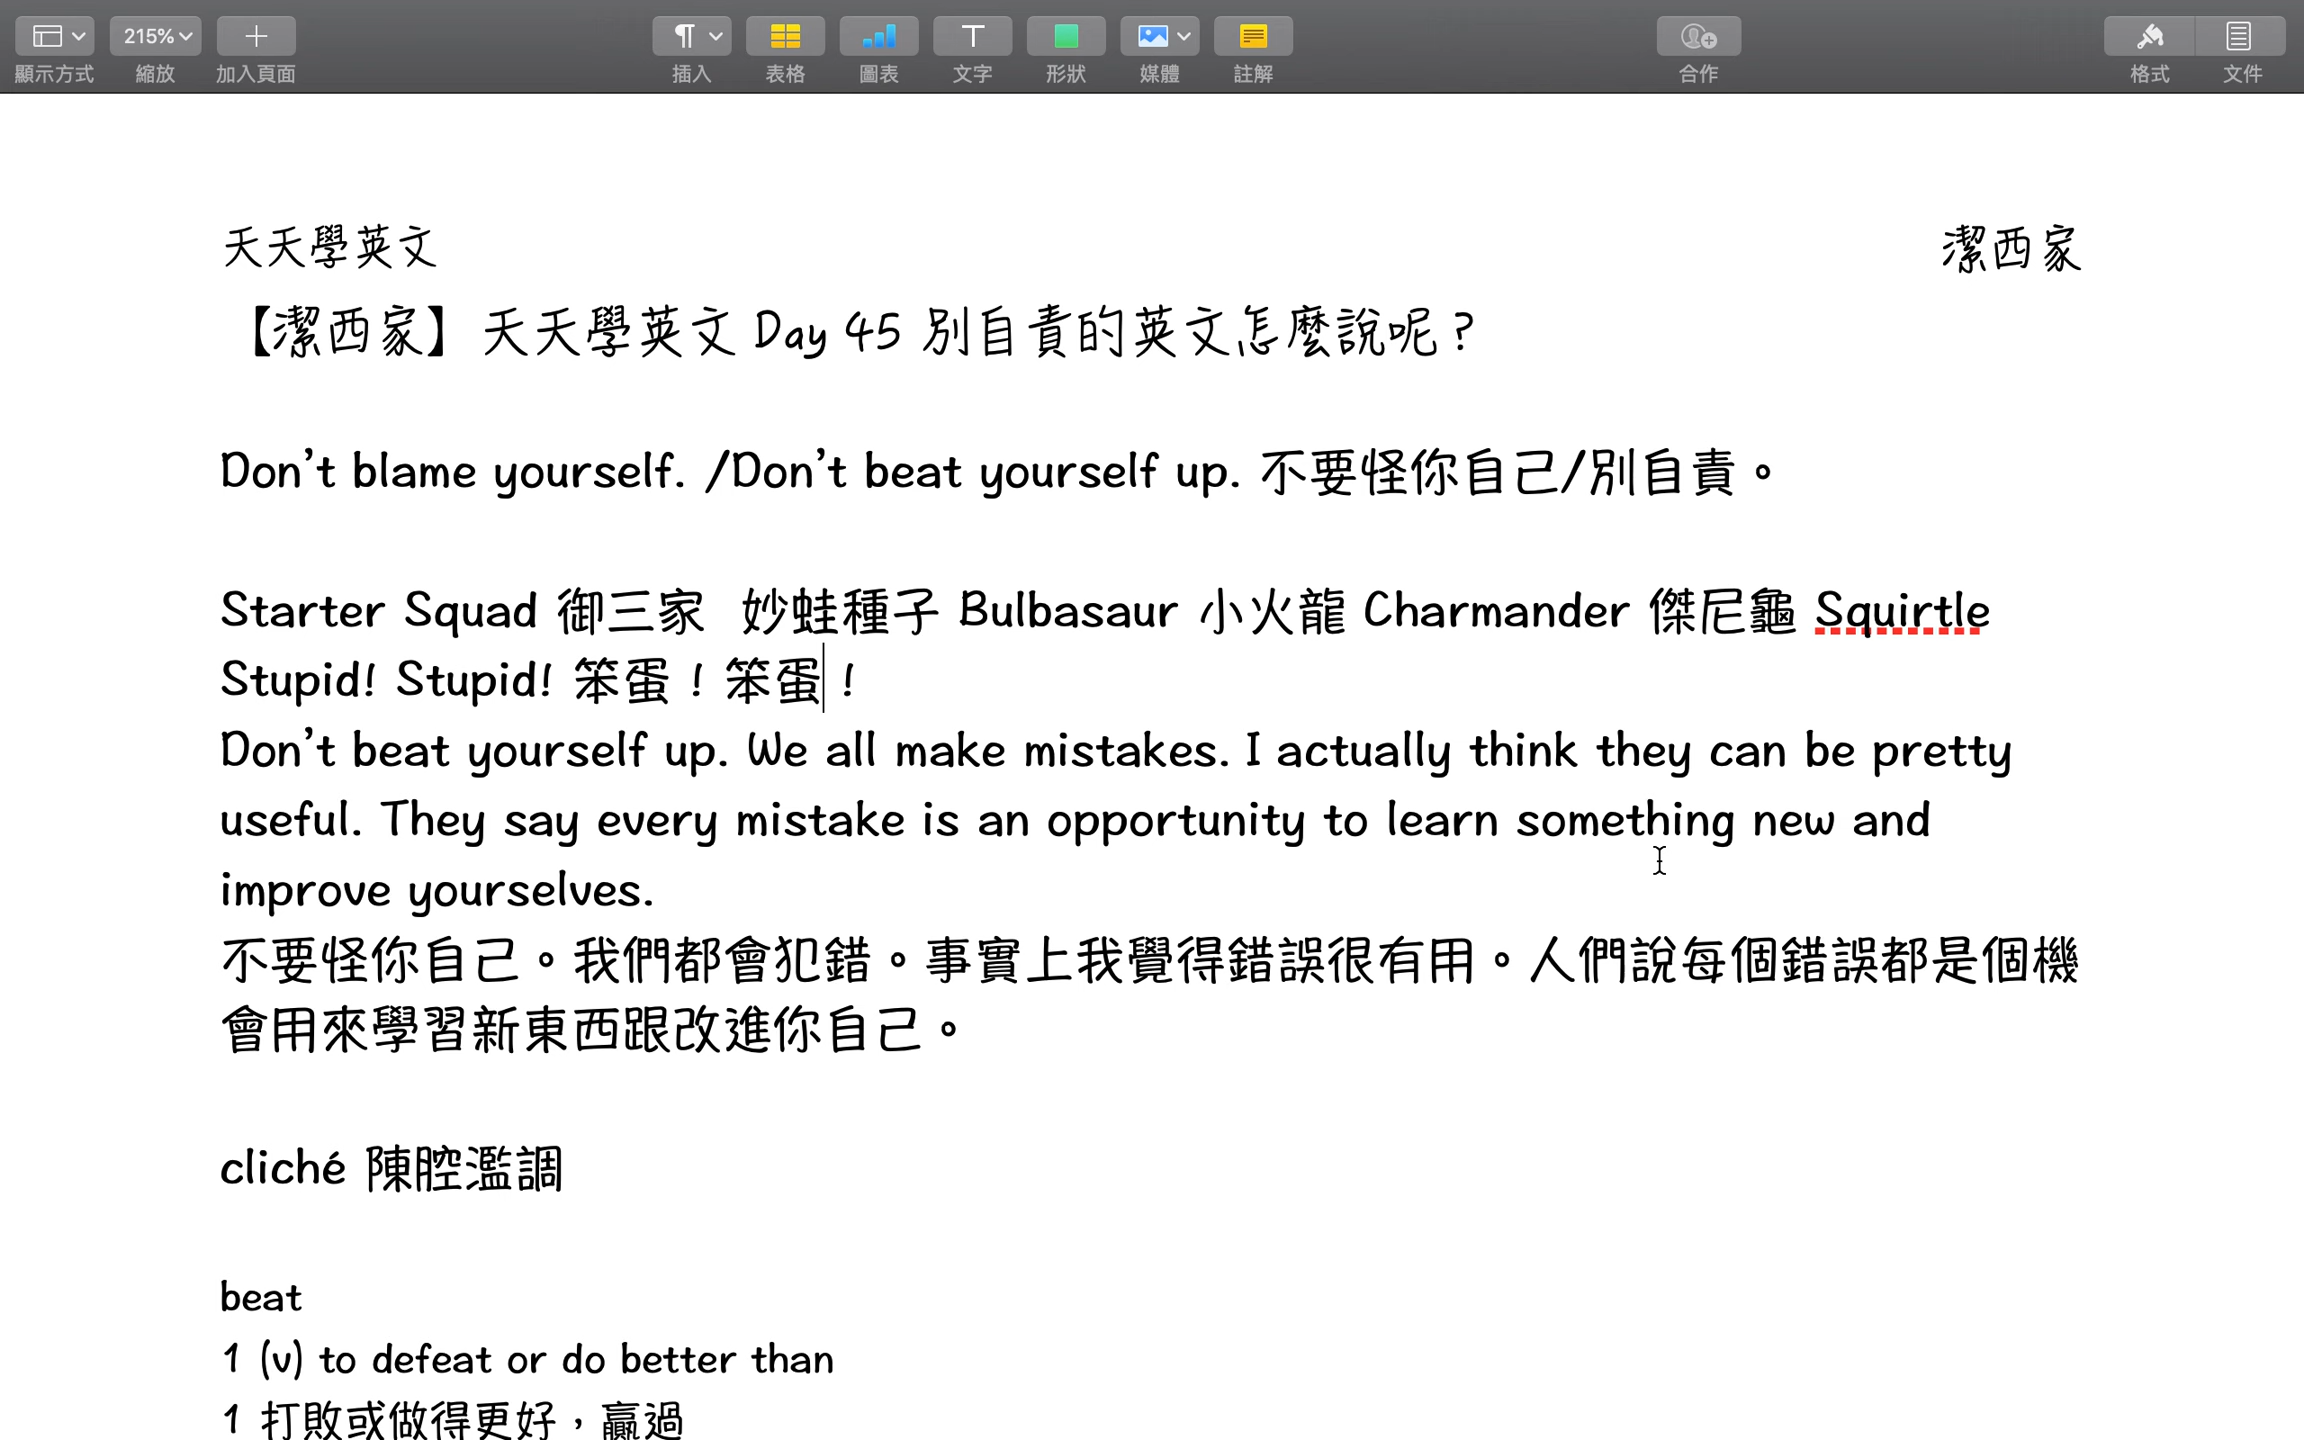 215%
顯示方式 縮放 加入頁面 插入 表格 圖表 文字 形狀 媒體 註解 合作 格式 文件
天天學英文 潔西家
【潔西家】天天學英文 Day 45 別自責的英文怎麼說呢？
Don’t blame yourself. /Don’t beat yourself up. 不要怪你自己/別自責。
Starter Squad 御三家 妙蛙種子 Bulbasaur 小火龍 Charmander 傑尼龜 Squirtle
Stupid! Stupid! 笨蛋！笨蛋！
Don’t beat yourself up. We all make mistakes. I actually think they can be pretty
useful. They say every mistake is an opportunity to learn something new and
improve yourselves.
不要怪你自己。我們都會犯錯。事實上我覺得錯誤很有用。人們說每個錯誤都是個機
會用來學習新東西跟改進你自己。
cliché 陳腔濫調
beat
1 (v) to defeat or do better than
1 打敗或做得更好，贏過